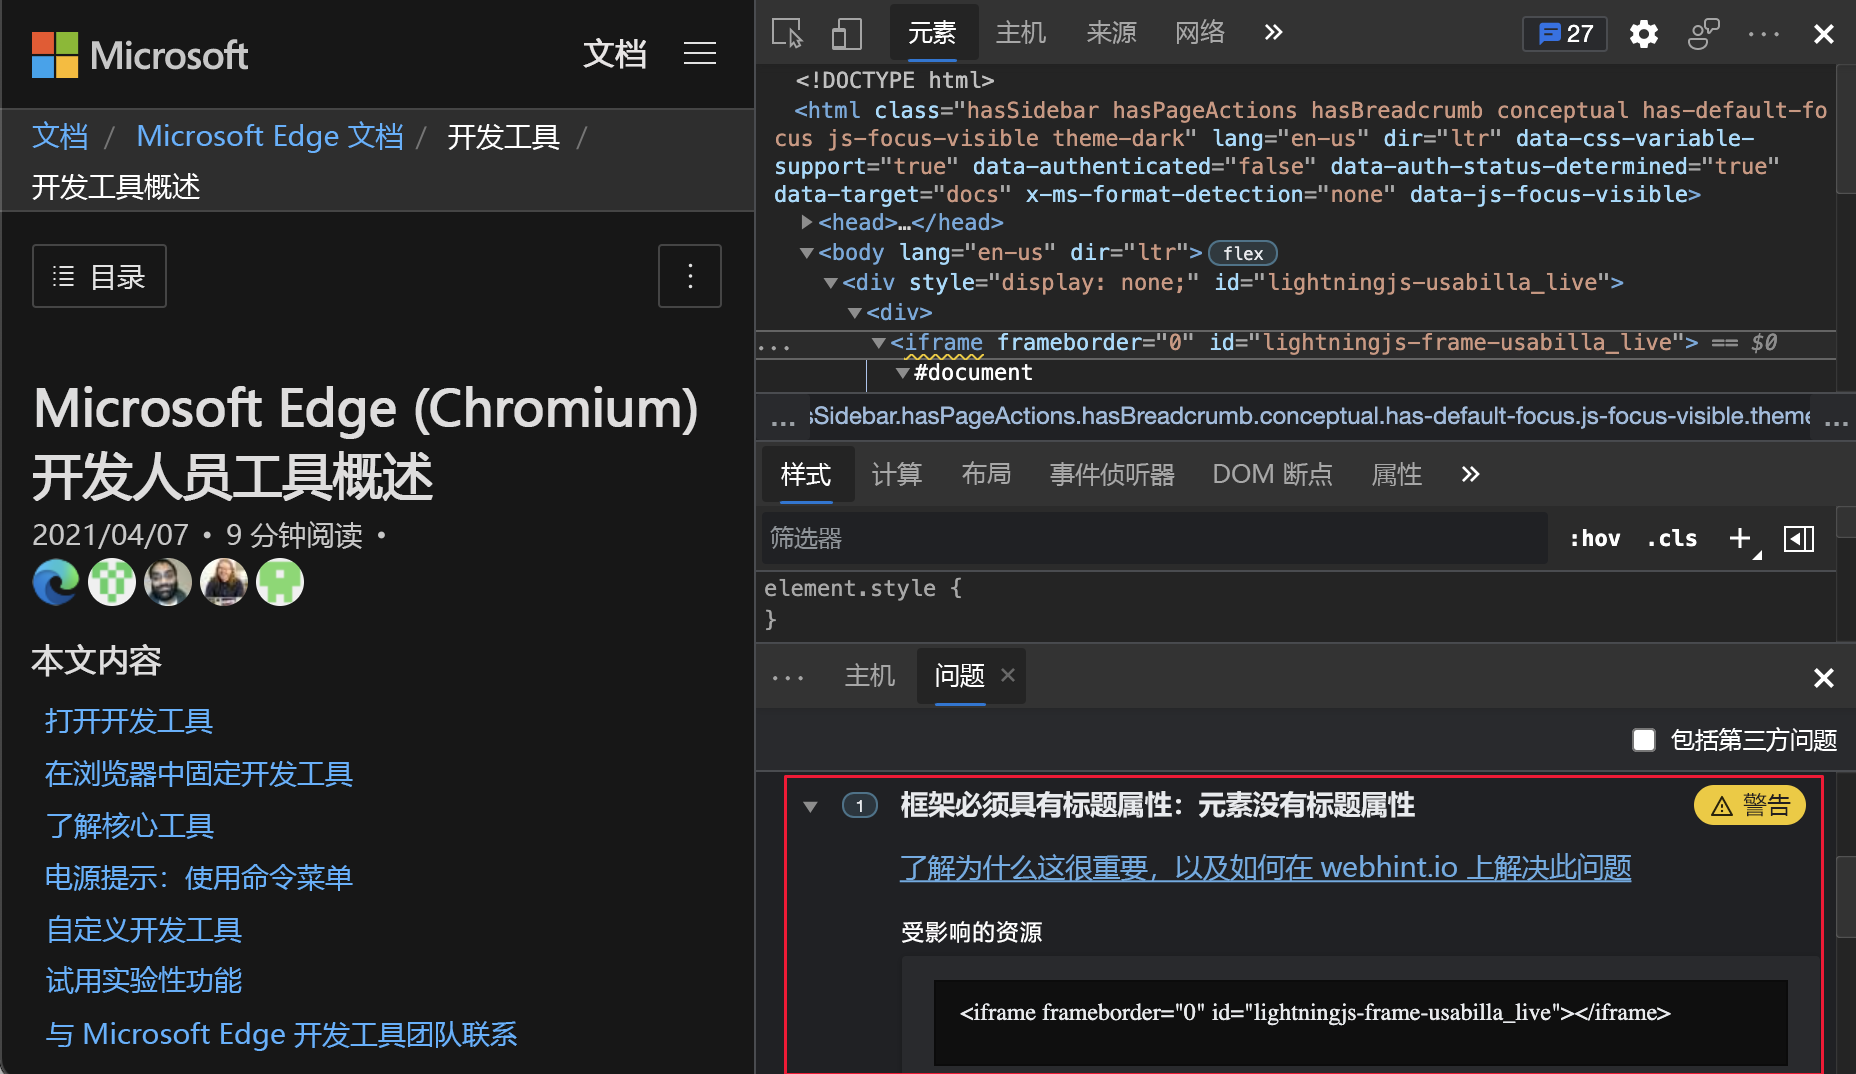 Microsoft
文档
文档 / Microsoft Edge 文档 / 开发工具 /
开发工具概述
目录
Microsoft Edge (Chromium)
开发人员工具概述
2021/04/07 • 9 分钟阅读 •
本文内容
打开开发工具
在浏览器中固定开发工具
了解核心工具
电源提示：使用命令菜单
自定义开发工具
试用实验性功能
与 Microsoft Edge 开发工具团队联系
元素 主机 来源 网络 » 27
<!DOCTYPE html>
<html class="hasSidebar hasPageActions hasBreadcrumb conceptual has-default-fo
cus js-focus-visible theme-dark" lang="en-us" dir="ltr" data-css-variable-
support="true" data-authenticated="false" data-auth-status-determined="true"
data-target="docs" x-ms-format-detection="none" data-js-focus-visible>
<head>…</head>
<body lang="en-us" dir="ltr"> flex
<div style="display: none;" id="lightningjs-usabilla_live">
<div>
... <iframe frameborder="0" id="lightningjs-frame-usabilla_live"> == $0
#document
... sSidebar.hasPageActions.hasBreadcrumb.conceptual.has-default-focus.js-focus-visible.theme ...
样式 计算 布局 事件侦听器 DOM 断点 属性 »
筛选器 :hov .cls +
element.style {
}
... 主机 问题 ×
包括第三方问题
1 框架必须具有标题属性：元素没有标题属性 警告
了解为什么这很重要，以及如何在 webhint.io 上解决此问题
受影响的资源
<iframe frameborder="0" id="lightningjs-frame-usabilla_live"></iframe>